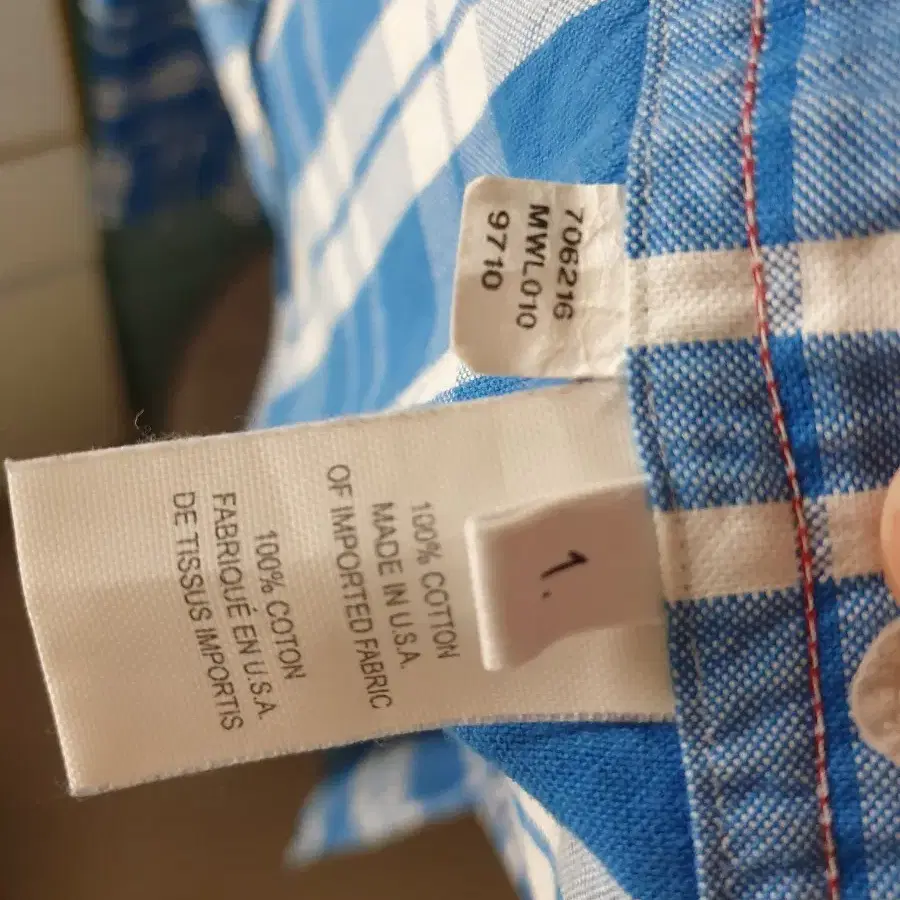 706216
MWL010
9710
1.
100% COTTON
MADE IN U.S.A.
OF IMPORTED FABRIC
100% COTON
FABRIQUÉ EN U.S.A.
DE TISSUS IMPORTIS